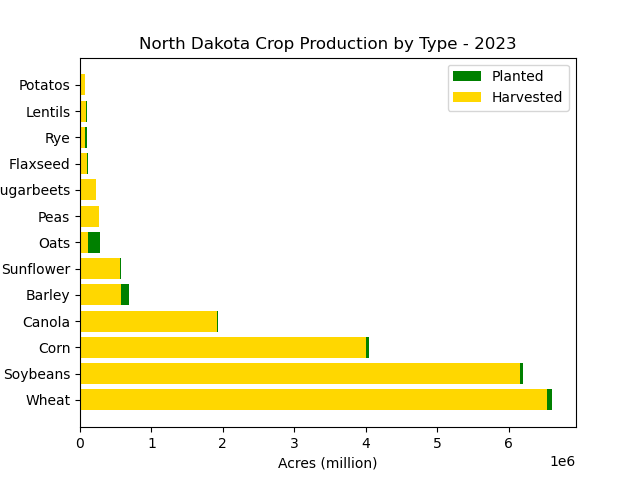 North Dakota Crop Production by Type - 2023
Planted
Harvested
Potatos
Lentils
Rye
Flaxseed
ugarbeets
Peas
Oats
Sunflower
Barley
Canola
Corn
Soybeans
Wheat
0 1 2 3 4 5 6
Acres (million)
1e6